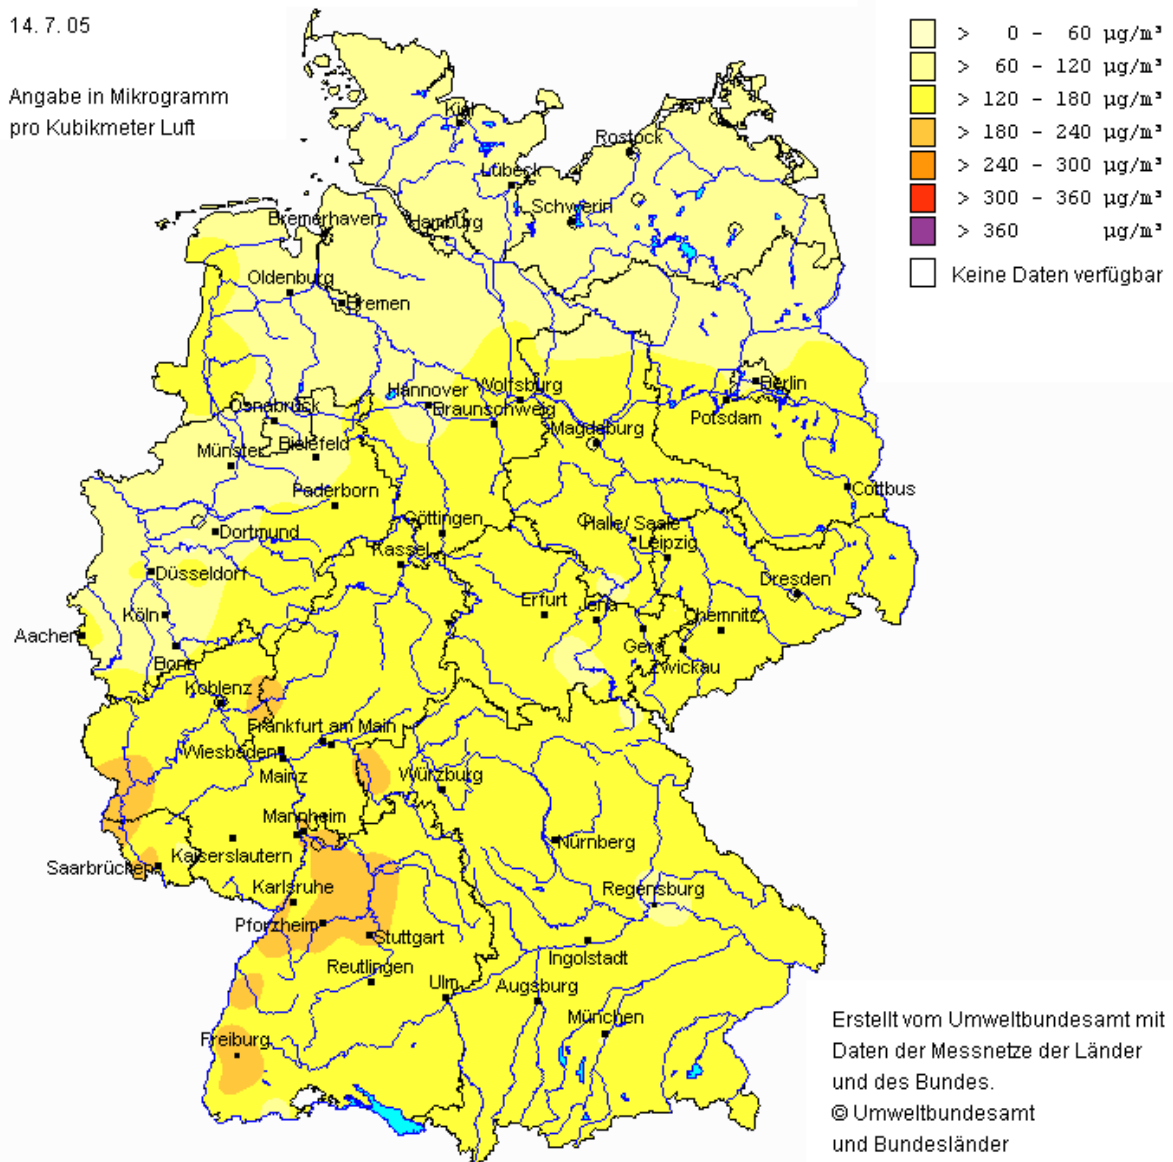 14. 7. 05
Angabe in Mikrogramm
pro Kubikmeter Luft
> 0 - 60 µg/m³
> 60 - 120 µg/m³
> 120 - 180 µg/m³
> 180 - 240 µg/m³
> 240 - 300 µg/m³
> 300 - 360 µg/m³
> 360 µg/m³
Keine Daten verfügbar
Kiel
Rostock
Lübeck
Schwerin
Bremerhaven
Hamburg
Oldenburg
Bremen
Hannover
Wolfsburg
Berlin
Osnabrück
Braunschweig
Potsdam
Münster
Bielefeld
Magdeburg
Paderborn
Cottbus
Dortmund
Göttingen
Halle/ Saale
Kassel
Leipzig
Düsseldorf
Dresden
Köln
Erfurt
Jena
Chemnitz
Aachen
Gera
Bonn
Zwickau
Koblenz
Frankfurt am Main
Wiesbaden
Mainz
Würzburg
Mannheim
Nürnberg
Kaiserslautern
Saarbrücken
Karlsruhe
Regensburg
Pforzheim
Stuttgart
Ingolstadt
Reutlingen
Ulm
Augsburg
München
Freiburg
Erstellt vom Umweltbundesamt mit
Daten der Messnetze der Länder
und des Bundes.
© Umweltbundesamt
und Bundesländer